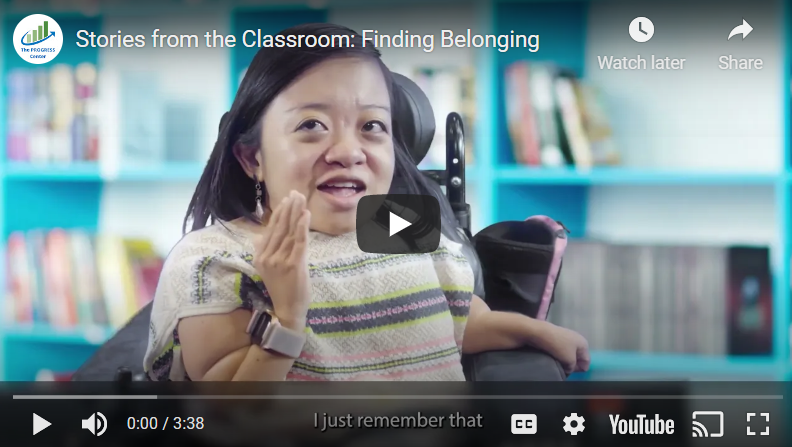 The PROGRESS
Center
Stories from the Classroom: Finding Belonging
Watch later
Share
0:00 / 3:38
I just remember that
CC
YouTube